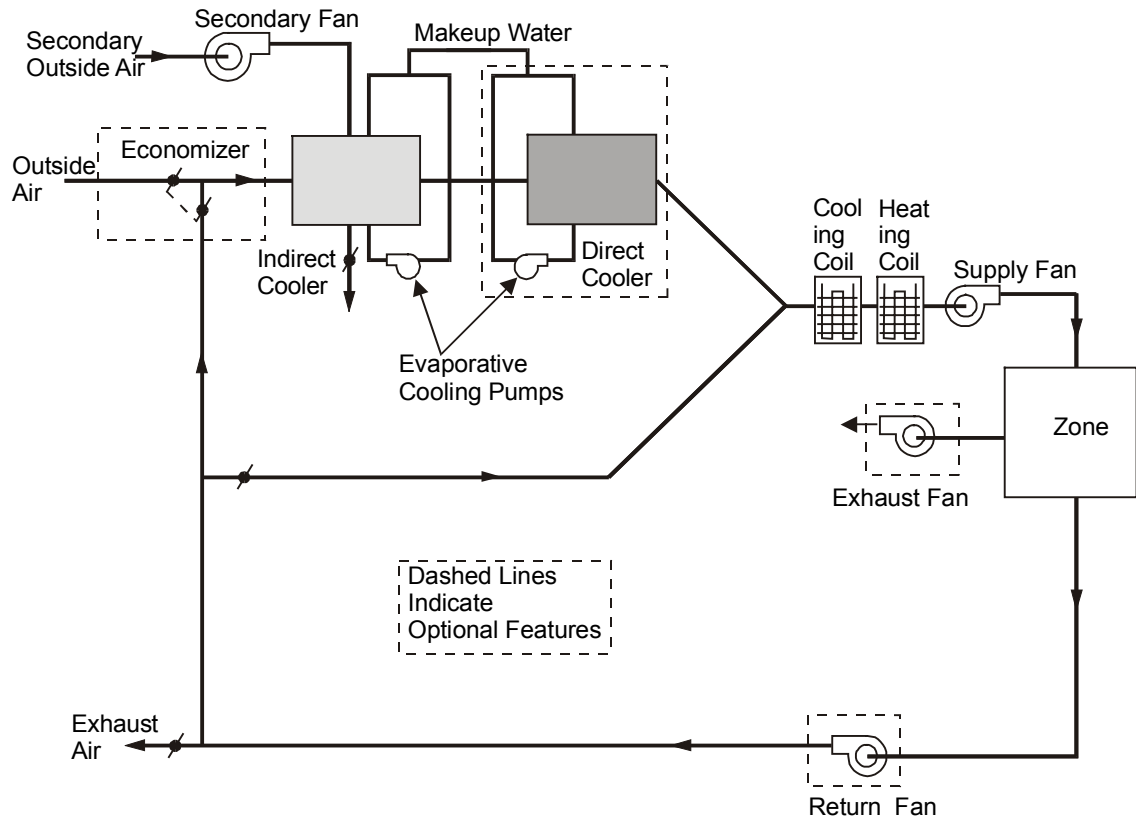 Secondary Fan
Secondary
Outside Air
Makeup Water
Economizer
Outside
Air
Indirect
Cooler
Direct
Cooler
Cool
ing
Coil
Heat
ing
Coil
Supply Fan
Evaporative
Cooling Pumps
Zone
Exhaust Fan
Dashed Lines
Indicate
Optional Features
Exhaust
Air
Return Fan